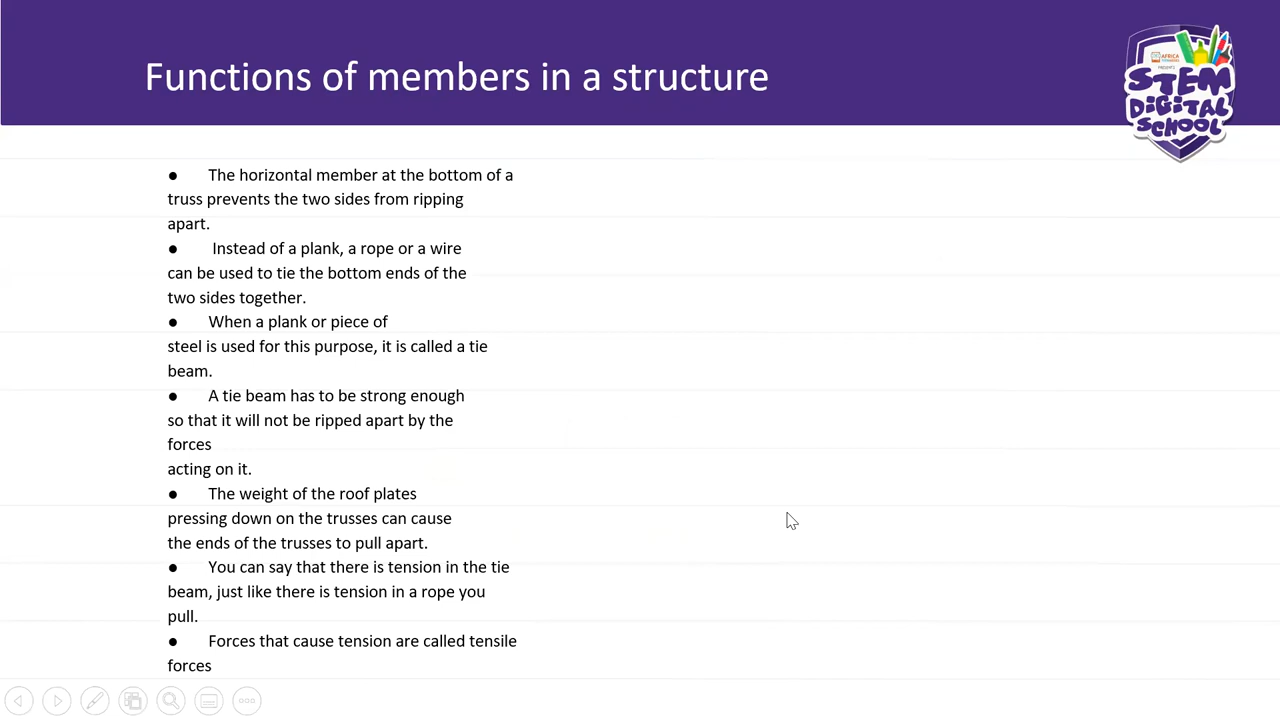 Functions of members in a structure
AFRICA
PRESENTS
STEM
DIGITAL
SCHOOL
● The horizontal member at the bottom of a
truss prevents the two sides from ripping
apart.
● Instead of a plank, a rope or a wire
can be used to tie the bottom ends of the
two sides together.
● When a plank or piece of
steel is used for this purpose, it is called a tie
beam.
● A tie beam has to be strong enough
so that it will not be ripped apart by the
forces
acting on it.
● The weight of the roof plates
pressing down on the trusses can cause
the ends of the trusses to pull apart.
● You can say that there is tension in the tie
beam, just like there is tension in a rope you
pull.
● Forces that cause tension are called tensile
forces